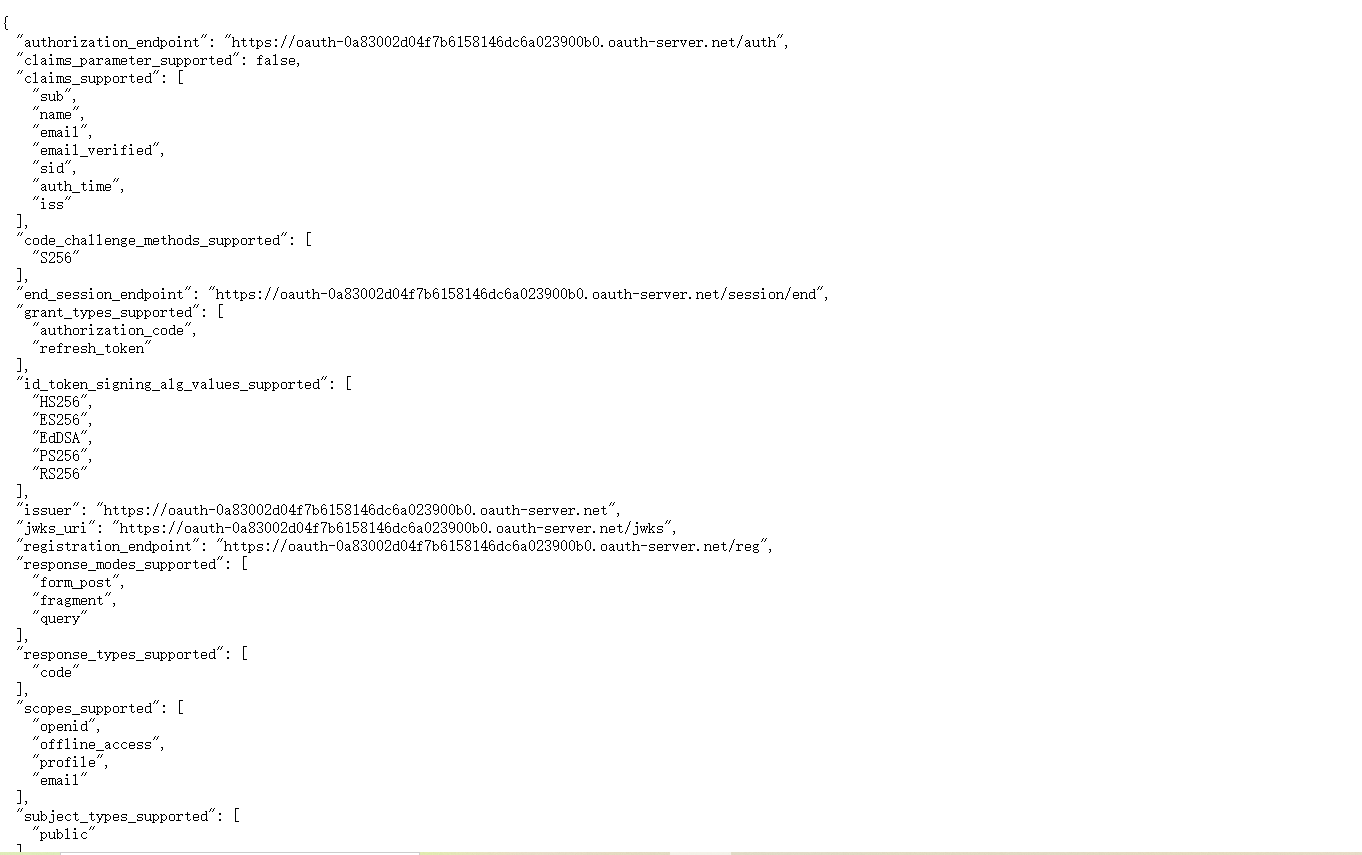 {
"authorization_endpoint": "https://oauth-0a83002d04f7b6158146dc6a023900b0.oauth-server.net/auth",
"claims_parameter_supported": false,
"claims_supported": [
"sub",
"name",
"email",
"email_verified",
"sid",
"auth_time",
"iss"
],
"code_challenge_methods_supported": [
"S256"
],
"end_session_endpoint": "https://oauth-0a83002d04f7b6158146dc6a023900b0.oauth-server.net/session/end",
"grant_types_supported": [
"authorization_code",
"refresh_token"
],
"id_token_signing_alg_values_supported": [
"HS256",
"ES256",
"EdDSA",
"PS256",
"RS256"
],
"issuer": "https://oauth-0a83002d04f7b6158146dc6a023900b0.oauth-server.net",
"jwks_uri": "https://oauth-0a83002d04f7b6158146dc6a023900b0.oauth-server.net/jwks",
"registration_endpoint": "https://oauth-0a83002d04f7b6158146dc6a023900b0.oauth-server.net/reg",
"response_modes_supported": [
"form_post",
"fragment",
"query"
],
"response_types_supported": [
"code"
],
"scopes_supported": [
"openid",
"offline_access",
"profile",
"email"
],
"subject_types_supported": [
"public"
]